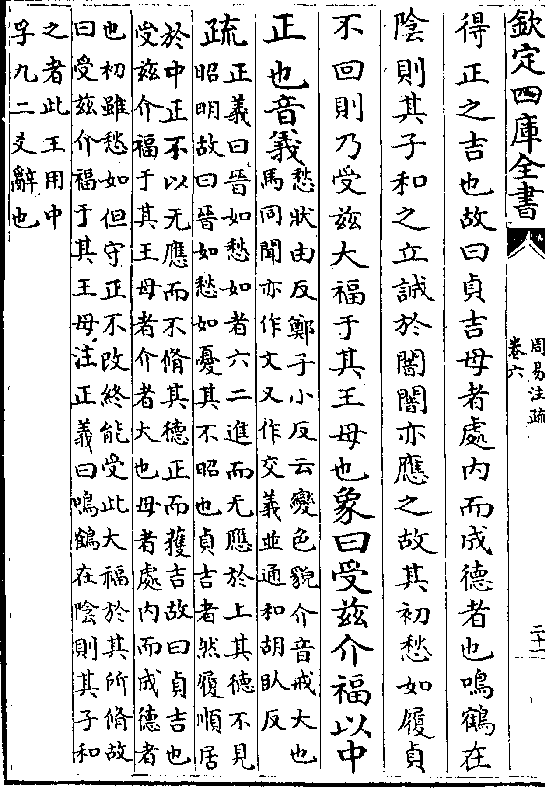 欽定四庫全書
周易注疏
卷六
二十二
得正之吉也故曰貞吉母者處内而成德者也鳴鶴在
陰則其子和之立誠於闇闇亦應之故其初愁如履貞
不回則乃受兹大福于其王母也象曰受兹介福以中
正也音義
愁狀由反鄭子小反云變色貌介音戒大也
馬同聞亦作文又作交義並通和胡臥反
疏
正義曰晉如愁如者六二進而无應於上其德不見
昭明故曰晉如愁如憂其不昭也貞吉者然履順居
於中正不以无應而不脩其德正而獲吉故曰貞吉也
受兹介福于其王母者介者大也母者處内而成德者
也初雖愁如但守正不改終能受此大福於其所脩故
曰受兹介福于其王母注正義曰鳴鶴在陰則其子和
之者此王用中
孚九二爻辭也